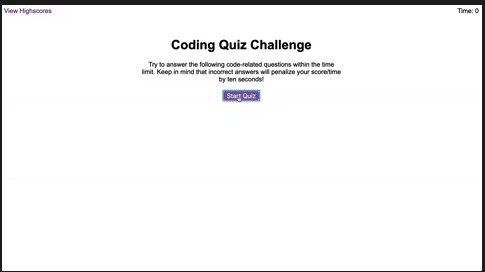 View Highscores
Time: 0
Coding Quiz Challenge
Try to answer the following code-related questions within the time
limit. Keep in mind that incorrect answers will penalize your score/time
by ten seconds!
Start Quiz